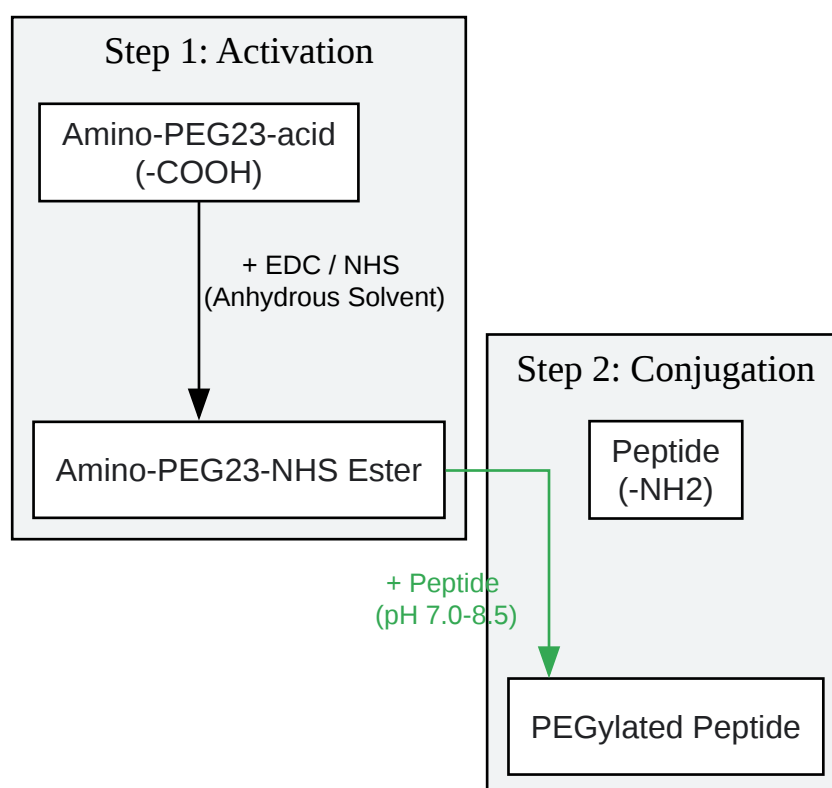 Step 1: Activation
Amino-PEG23-acid
(-COOH)
+ EDC / NHS
(Anhydrous Solvent)
Amino-PEG23-NHS Ester
Step 2: Conjugation
Peptide
(-NH2)
+ Peptide
(pH 7.0-8.5)
PEGylated Peptide